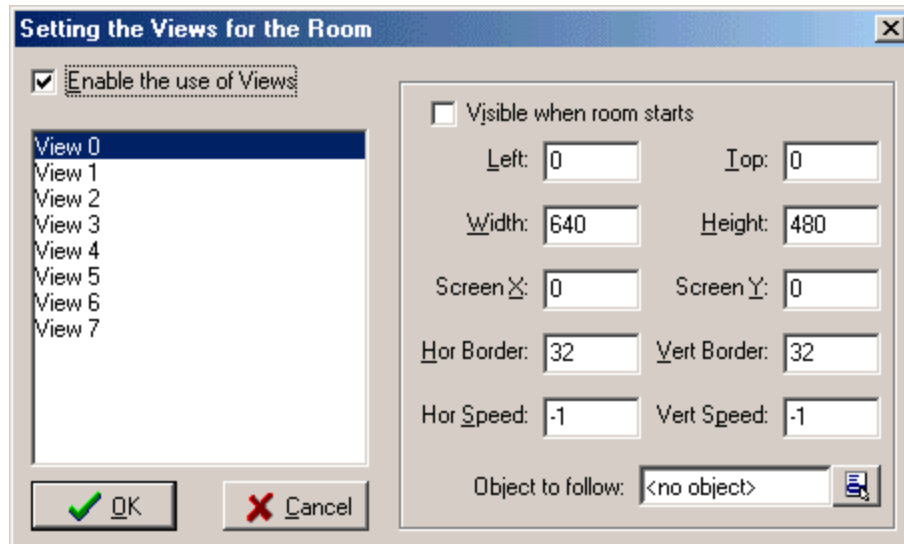 Setting the Views for the Room
Enable the use of Views
View 0
View 1
View 2
View 3
View 4
View 5
View 6
View 7
OK
Cancel
Visible when room starts
Left: 0 Top: 0
Width: 640 Height: 480
Screen X: 0 Screen Y: 0
Hor Border: 32 Vert Border: 32
Hor Speed: -1 Vert Speed: -1
Object to follow: <no object>